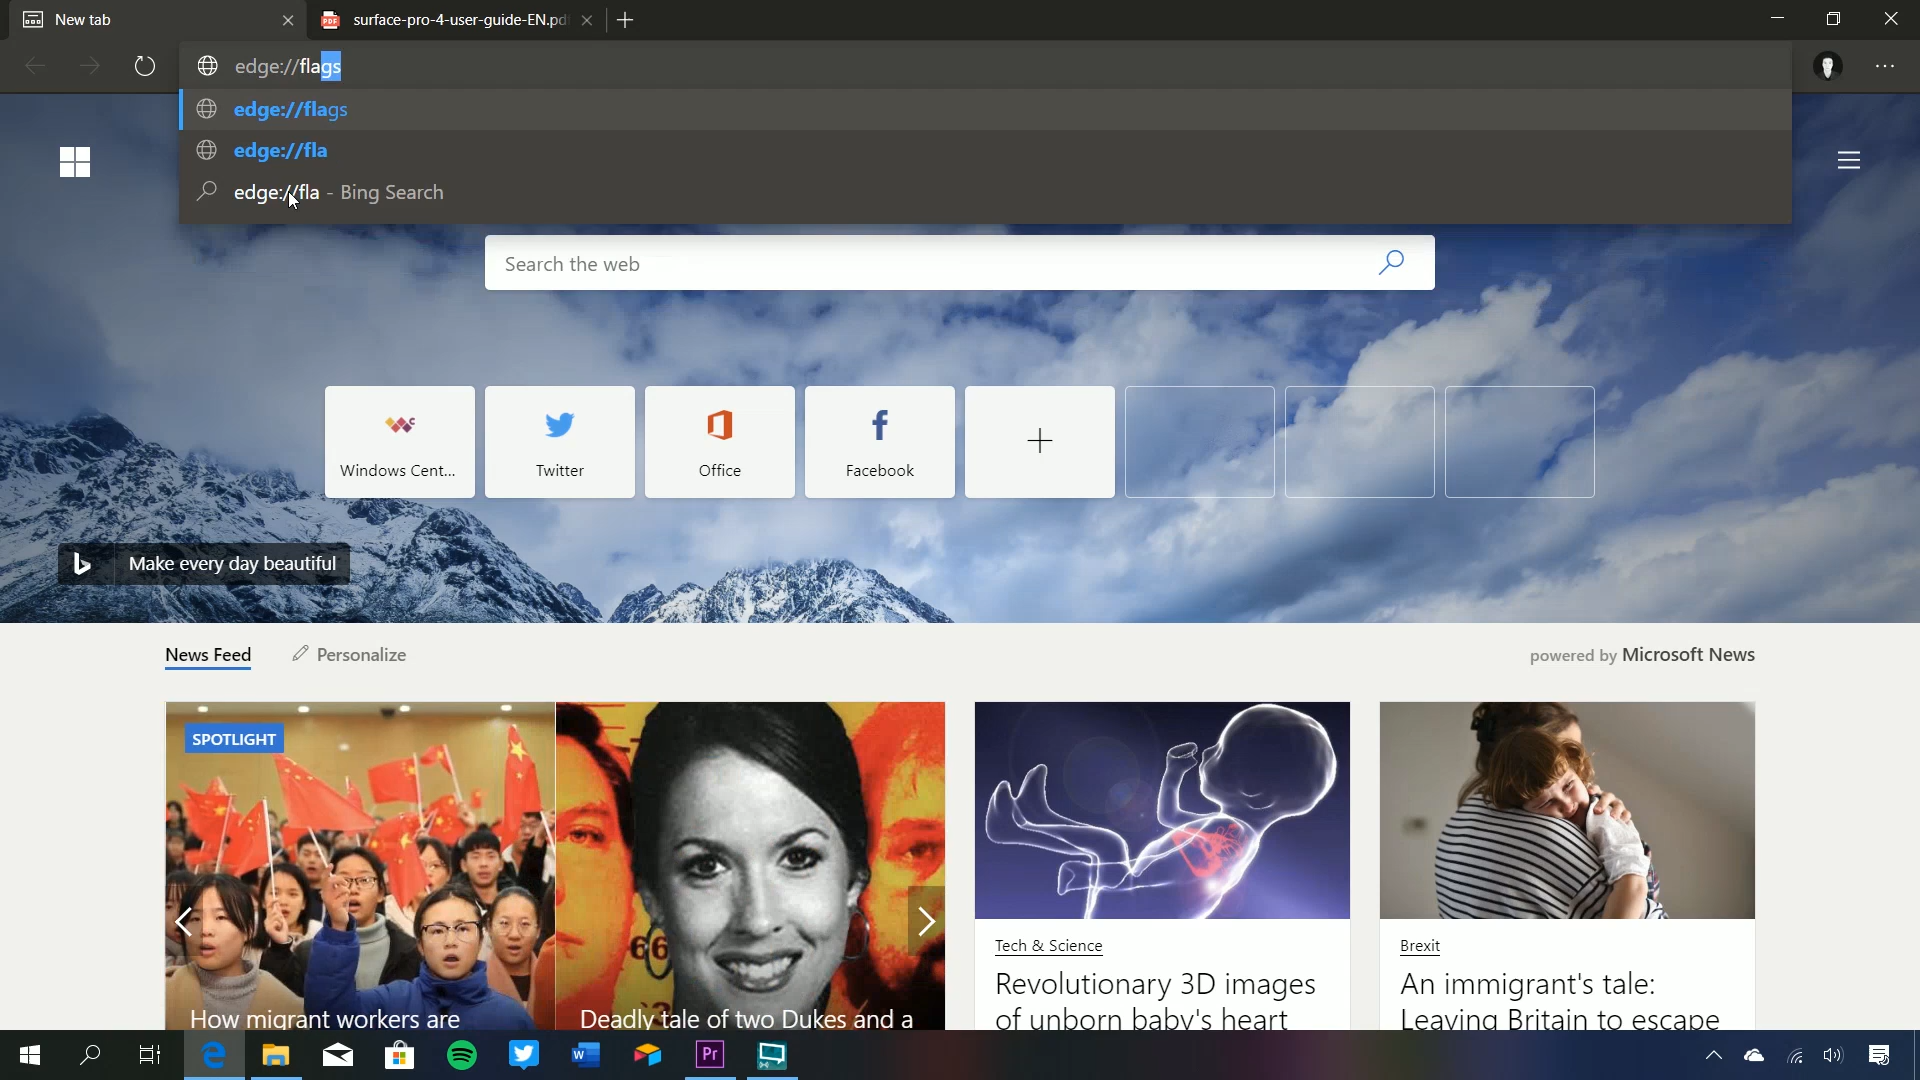 New tab
surface-pro-4-user-guide-EN.pd
edge://flags
edge://flags
edge://fla
edge://fla - Bing Search
Search the web
Windows Cent...
Twitter
Office
Facebook
Make every day beautiful
News Feed
Personalize
powered by Microsoft News
SPOTLIGHT
How migrant workers are
Deadly tale of two Dukes and a
Tech & Science
Revolutionary 3D images
of unborn baby's heart
Brexit
An immigrant's tale:
Leaving Britain to escape